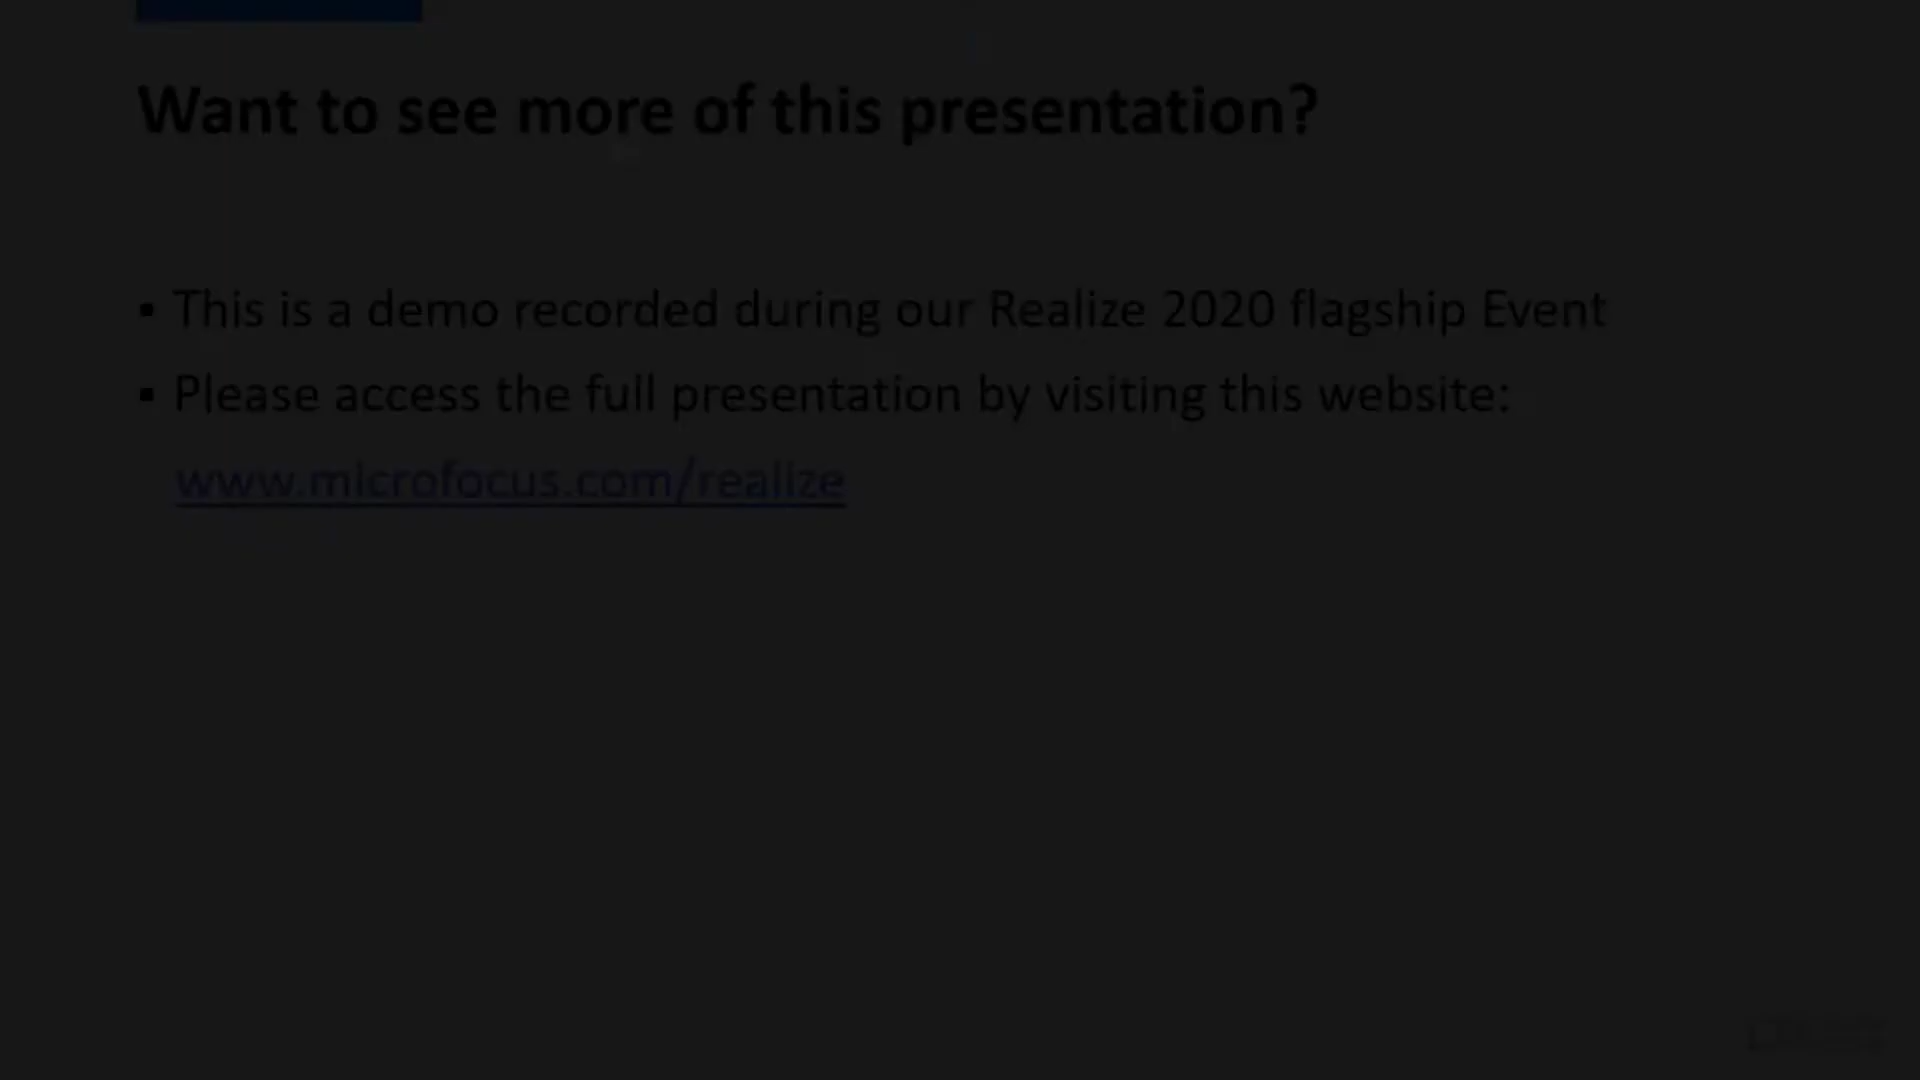 Want to see more of this presentation?
▪ This is a demo recorded during our Realize 2020 flagship Event
▪ Please access the full presentation by visiting this website:
www.microfocus.com/realize